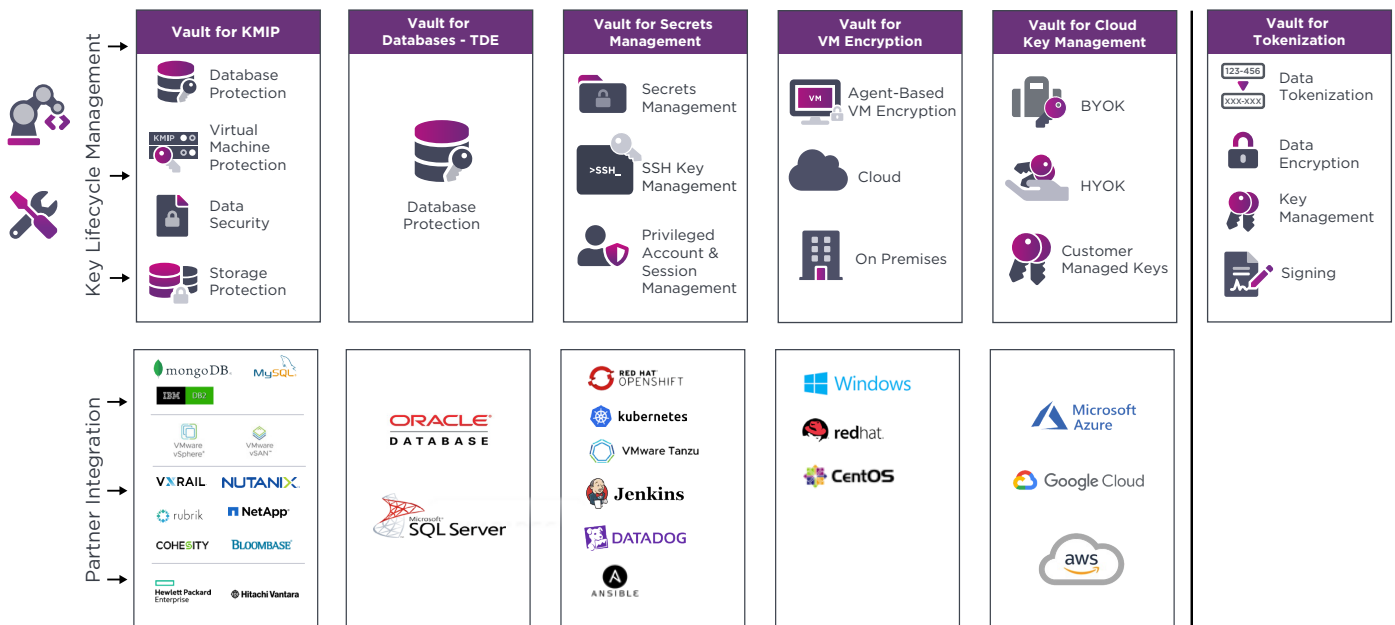 Key Lifecycle Management
Vault for KMIP
Database
Protection
KMIP
Virtual
Machine
Protection
Data
Security
Storage
Protection
Vault for
Databases - TDE
Database
Protection
Vault for Secrets
Management
Secrets
Management
>SSH_
SSH Key
Management
Privileged
Account &
Session
Management
Vault for
VM Encryption
VM
Agent-Based
VM Encryption
Cloud
On Premises
Vault for Cloud
Key Management
BYOK
HYOK
Customer
Managed Keys
Vault for
Tokenization
123-456
XXX-XXX
Data
Tokenization
Data
Encryption
Key
Management
Signing
Partner Integration
mongoDB.
MySQL
IBM DB2
VMware
vSphere®
VMware
vSAN™
VXRAIL
NUTANIX.
rubrik
NetApp®
COHESITY
BLOOMBASE®
Hewlett Packard
Enterprise
Hitachi Vantara
ORACLE®
DATABASE
Microsoft®
SQL Server
RED HAT®
OPENSHIFT
kubernetes
VMware Tanzu
Jenkins
DATADOG
A
ANSIBLE
Windows
redhat.
CentOS
Microsoft
Azure
Google Cloud
aws